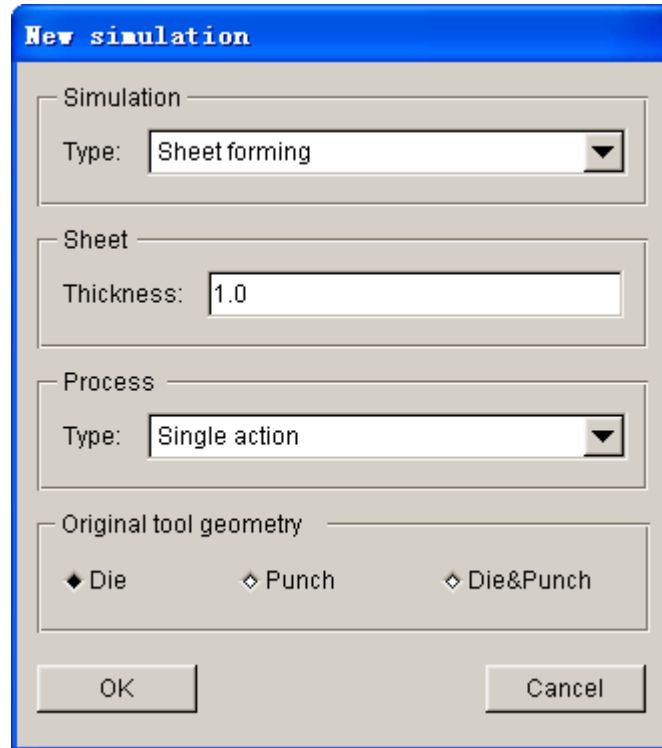 New simulation
Simulation
Type: Sheet forming
Sheet
Thickness: 1.0
Process
Type: Single action
Original tool geometry
Die Punch Die&Punch
OK Cancel